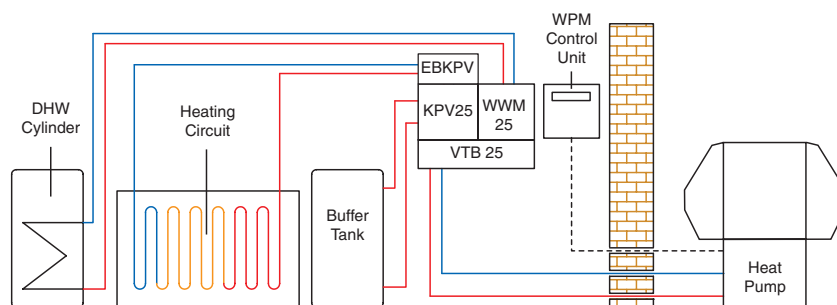 WPM
Control
Unit
EBKPV
KPV25
WWM
25
VTB 25
DHW
Cylinder
Heating
Circuit
Buffer
Tank
Heat
Pump